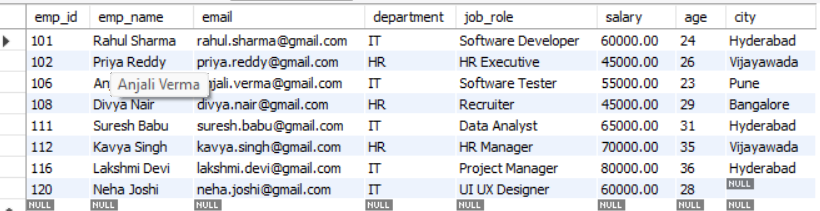 emp_id emp_name email department job_role salary age city
101 Rahul Sharma rahul.sharma@gmail.com IT Software Developer 60000.00 24 Hyderabad
102 Priya Reddy priya.reddy@gmail.com HR HR Executive 45000.00 26 Vijayawada
106 An Anjali Verma njali.verma@gmail.com IT Software Tester 55000.00 23 Pune
108 Divya Nair divya.nair@gmail.com HR Recruiter 45000.00 29 Bangalore
111 Suresh Babu suresh.babu@gmail.com IT Data Analyst 65000.00 31 Hyderabad
112 Kavya Singh kavya.singh@gmail.com HR HR Manager 70000.00 35 Vijayawada
116 Lakshmi Devi lakshmi.devi@gmail.com IT Project Manager 80000.00 36 Hyderabad
120 Neha Joshi neha.joshi@gmail.com IT UI UX Designer 60000.00 28 NULL
NULL NULL NULL NULL NULL NULL NULL NULL